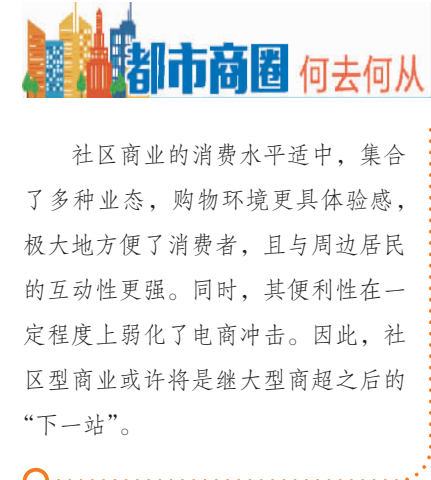 都市商圈 何去何从
社区商业的消费水平适中，集合
了多种业态，购物环境更具体验感，
极大地方便了消费者，且与周边居民
的互动性更强。同时，其便利性在一
定程度上弱化了电商冲击。因此，社
区型商业或许将是继大型商超之后的
“下一站”。